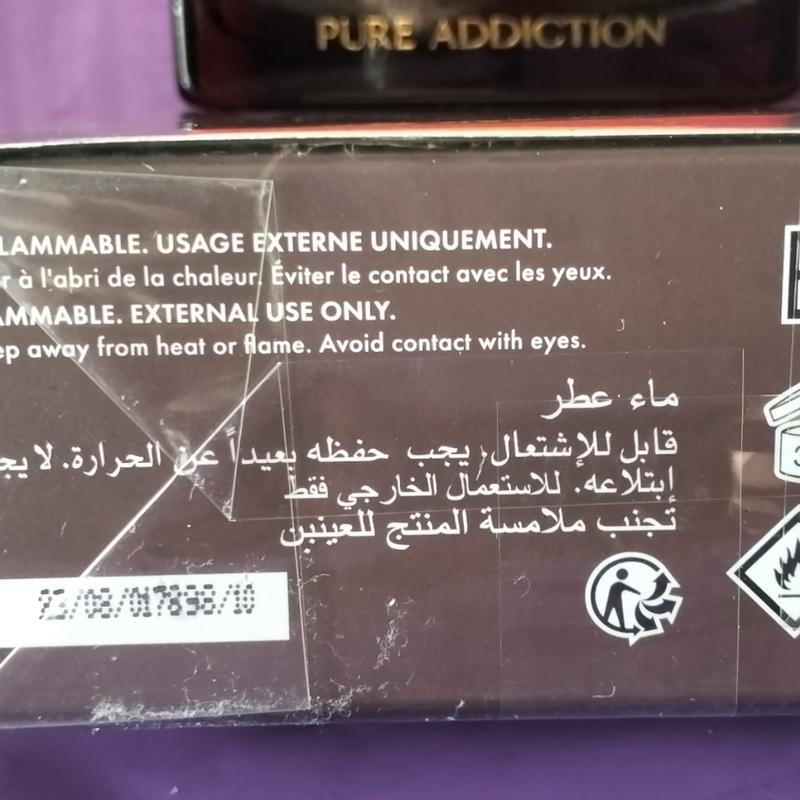 PURE ADDICTION
LAMMABLE. USAGE EXTERNE UNIQUEMENT.
r à l'abri de la chaleur. Éviter le contact avec les yeux.
AMMABLE. EXTERNAL USE ONLY.
ep away from heat or flame. Avoid contact with eyes.
ماء عطر
قابل للإشتعال، يجب حفظه بعيداً عن الحرارة. لا يج
إبتلاعه. للاستعمال الخارجي فقط
تجنب ملامسة المنتج للعينين